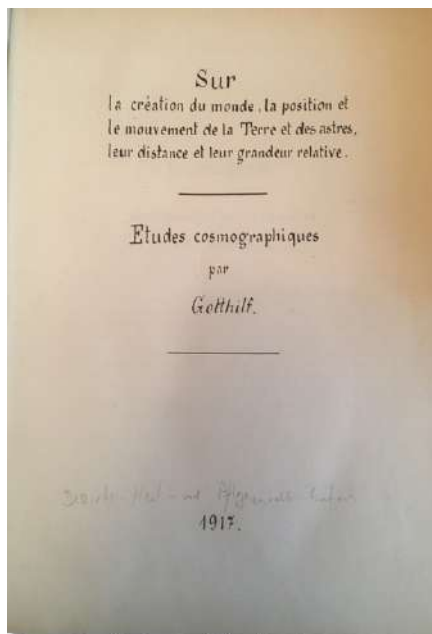 Sur
la création du monde, la position et
le mouvement de la Terre et des astres,
leur distance et leur grandeur relative.
Etudes cosmographiques
par
Gotthilf.
1917.